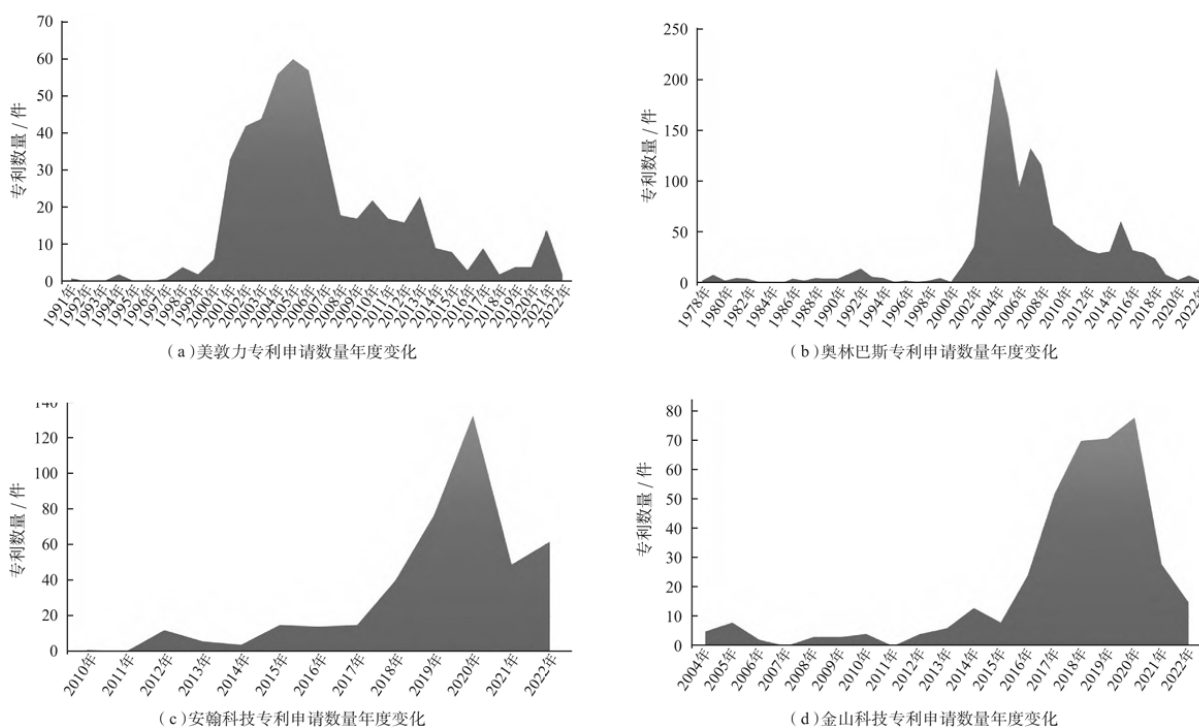 70
60
50
40
30
20
10
0
专利数量/件
1991年
1992年
1993年
1994年
1995年
1996年
1997年
1998年
1999年
2000年
2001年
2002年
2003年
2004年
2005年
2006年
2007年
2008年
2009年
2010年
2011年
2012年
2013年
2014年
2015年
2016年
2017年
2018年
2019年
2020年
2021年
2022年
(a)美敦力专利申请数量年度变化
250
200
150
100
50
0
专利数量/件
1978年
1980年
1982年
1984年
1986年
1988年
1990年
1992年
1994年
1996年
1998年
2000年
2002年
2004年
2006年
2008年
2010年
2012年
2014年
2016年
2018年
2020年
2022年
(b)奥林巴斯专利申请数量年度变化
140
120
100
80
60
40
20
0
专利数量/件
2010年
2011年
2012年
2013年
2014年
2015年
2016年
2017年
2018年
2019年
2020年
2021年
2022年
(c)安翰科技专利申请数量年度变化
80
70
60
50
40
30
20
10
0
专利数量/件
2004年
2005年
2006年
2007年
2008年
2009年
2010年
2011年
2012年
2013年
2014年
2015年
2016年
2017年
2018年
2019年
2020年
2021年
2022年
(d)金山科技专利申请数量年度变化